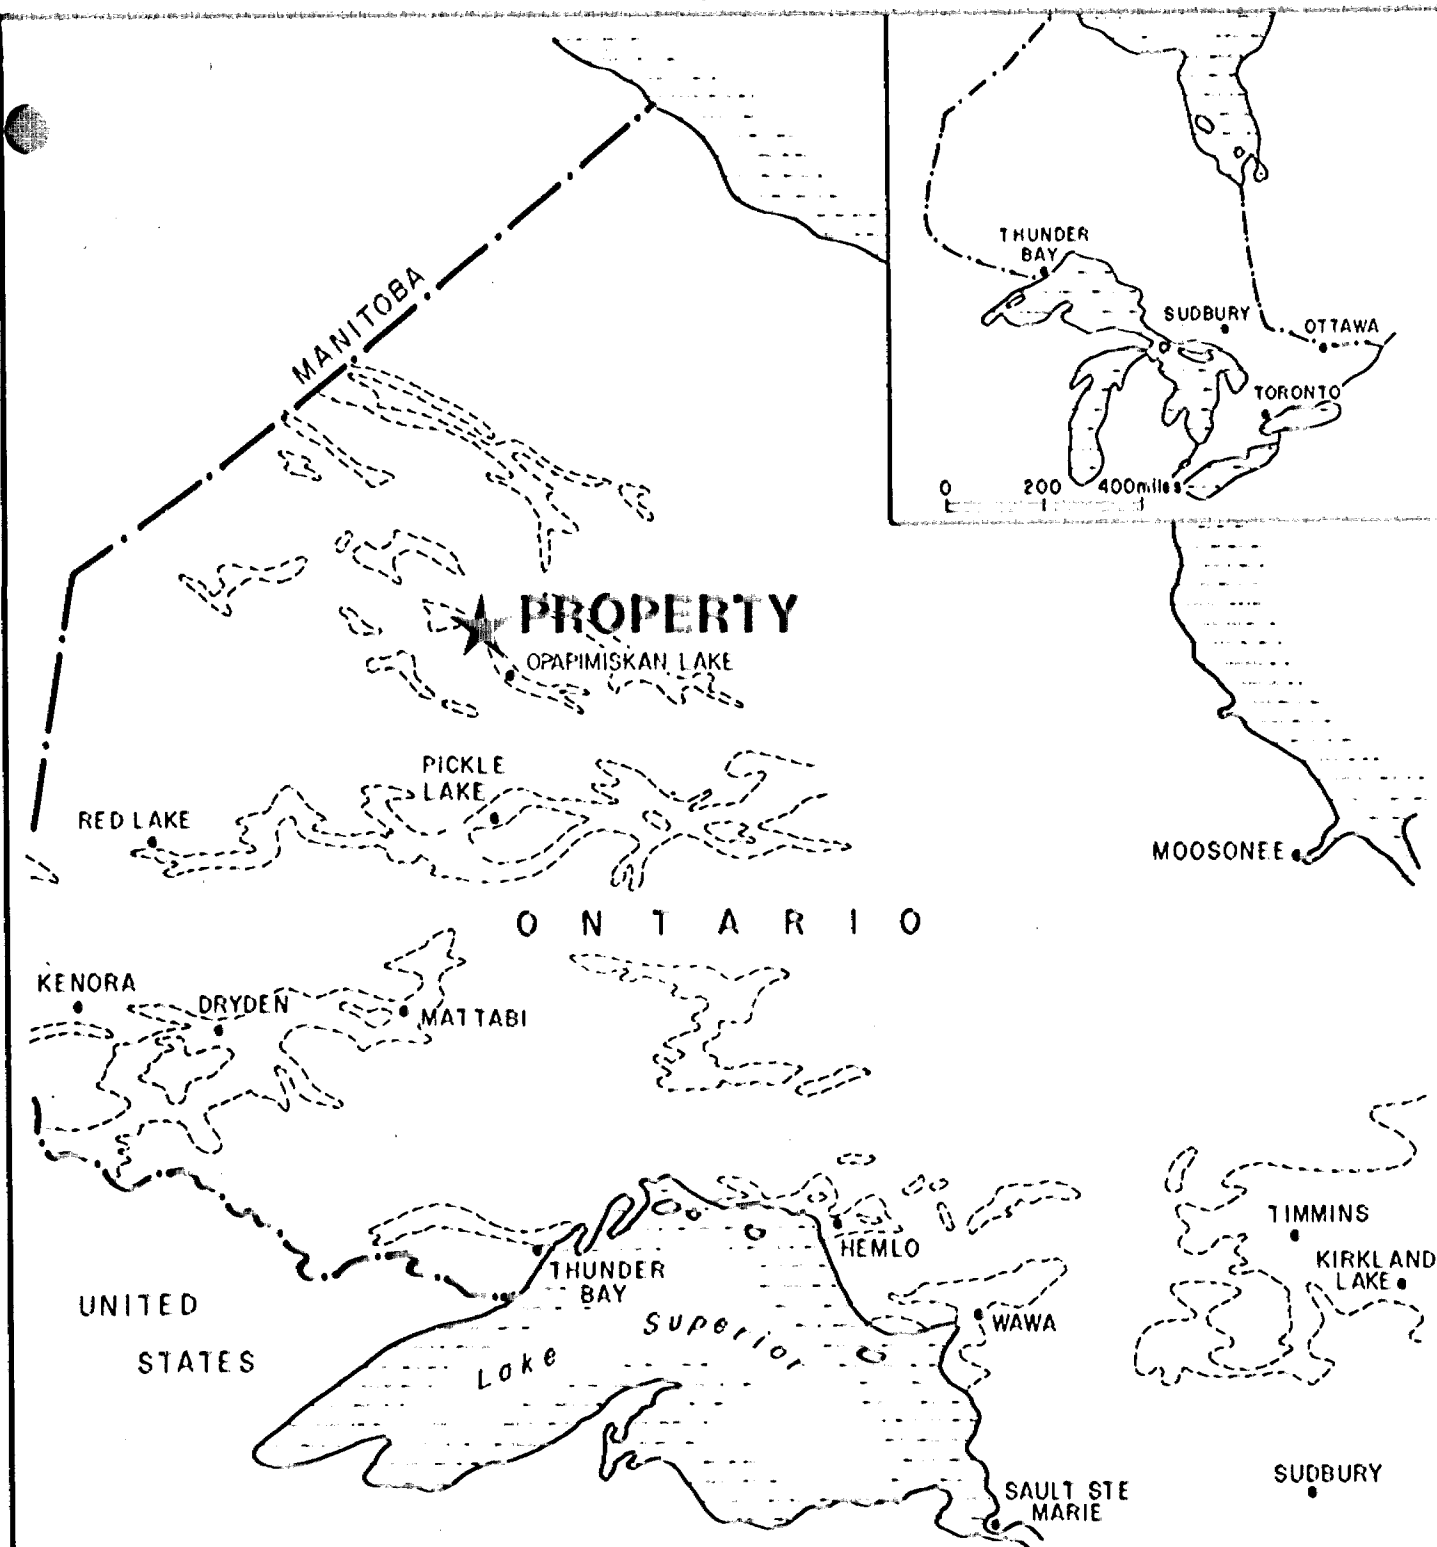 THUNDER
BAY
SUDBURY
OTTAWA
TORONTO
0 200 400miles
MANITOBA
PROPERTY
OPAPIMISKAN LAKE
PICKLE
LAKE
RED LAKE
MOOSONEE
ONTARIO
KENORA
DRYDEN
MATTABI
TIMMINS
HEMLO
KIRKLAND
LAKE
THUNDER
BAY
UNITED
STATES
Lake Superior
WAWA
SUDBURY
SAULT STE
MARIE